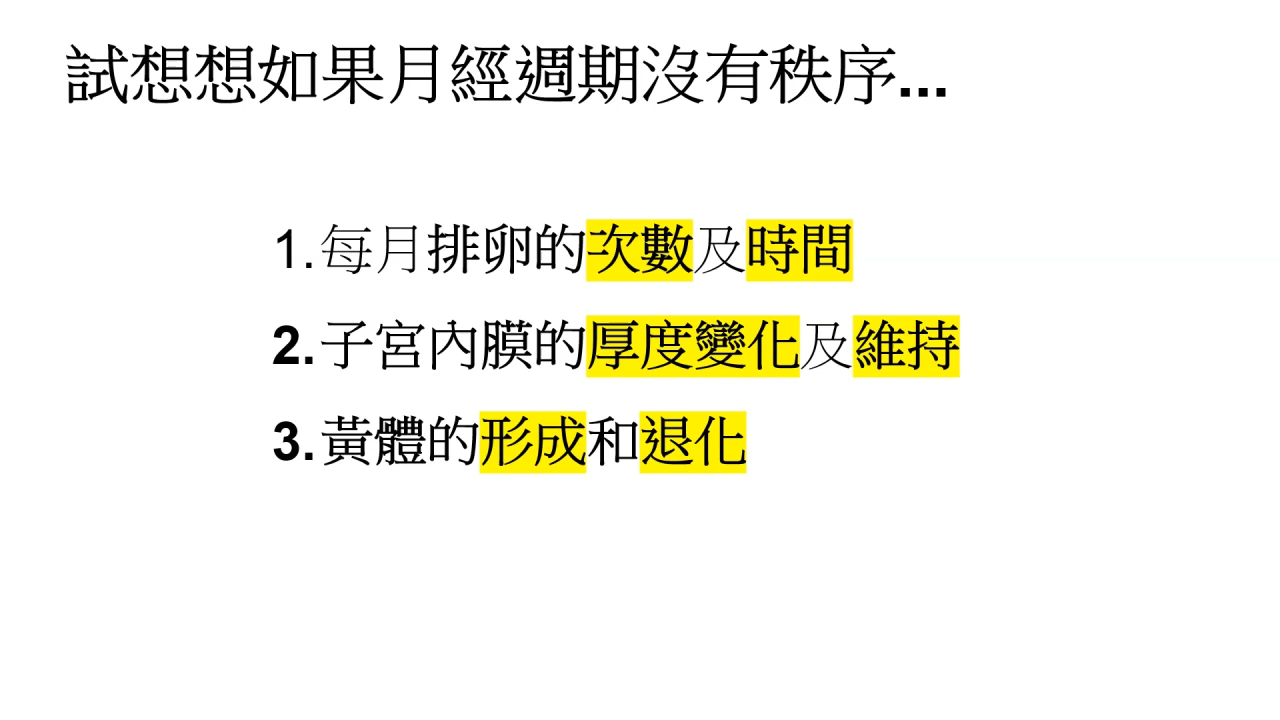 試想想如果月經週期沒有秩序...
1.每月排卵的次數及時間
2.子宮內膜的厚度變化及維持
3.黃體的形成和退化